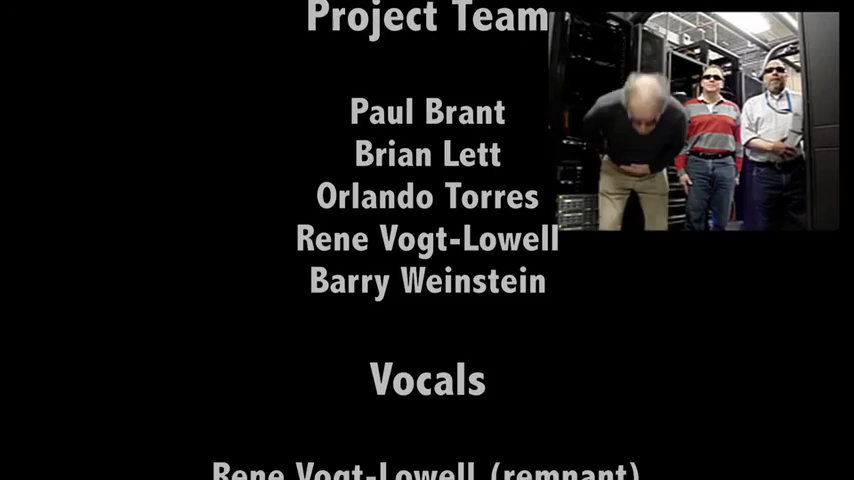 Project Team
Paul Brant
Brian Lett
Orlando Torres
Rene Vogt-Lowell
Barry Weinstein
Vocals
Rene Vogt-Lowell (remnant)